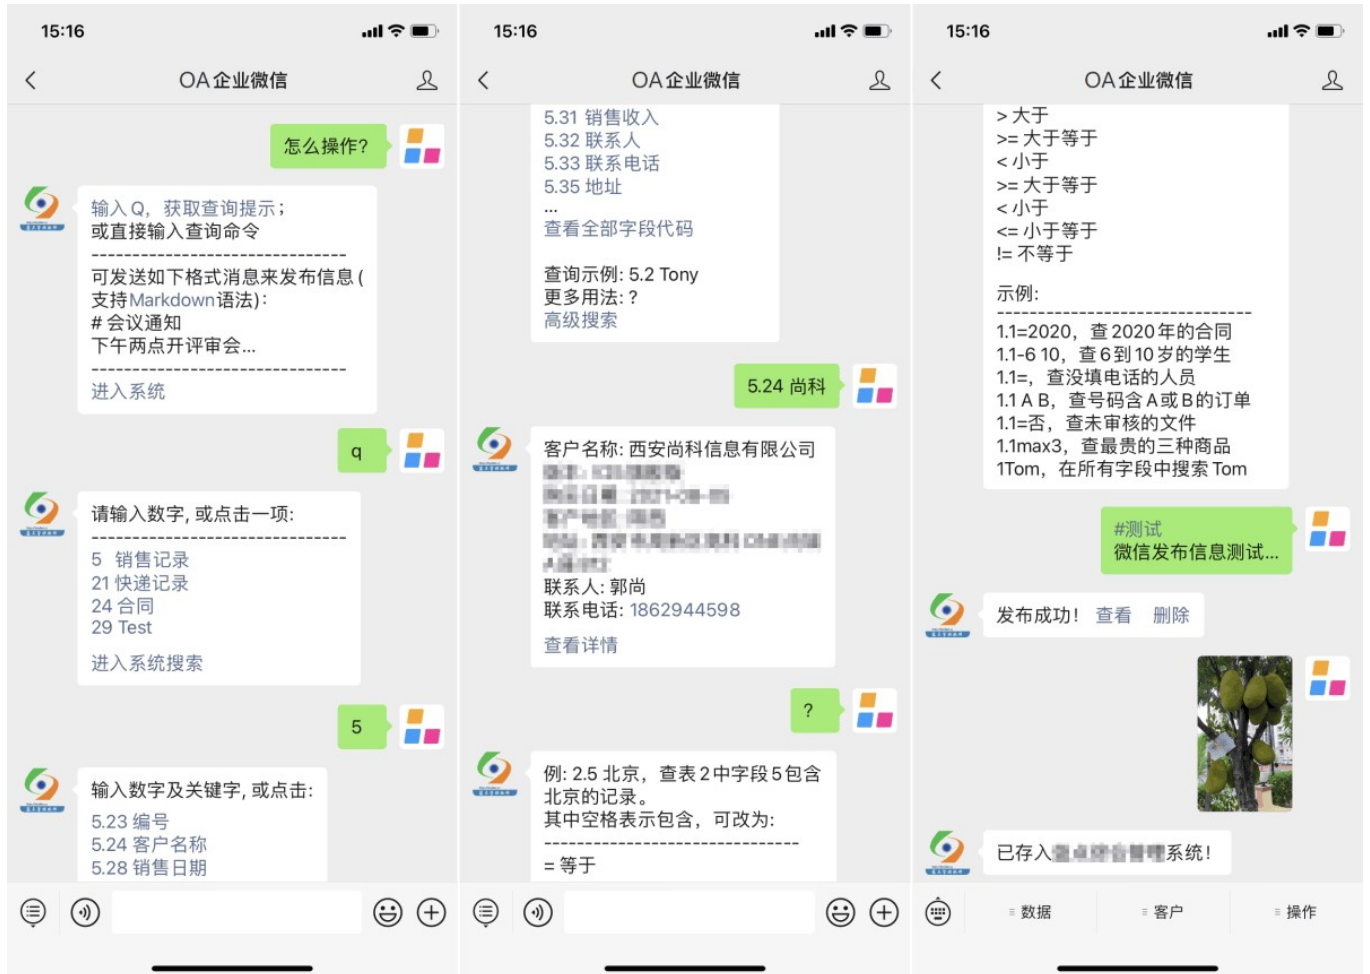 15:16
OA企业微信
怎么操作?
输入Q，获取查询提示；
或直接输入查询命令
-------------------------------
可发送如下格式消息来发布信息(
支持Markdown语法)：
# 会议通知
下午两点开评审会...
-------------------------------
进入系统
q
请输入数字, 或点击一项:
-------------------------------
5 销售记录
21 快递记录
24 合同
29 Test
进入系统搜索
5
输入数字及关键字, 或点击:
5.23 编号
5.24 客户名称
5.28 销售日期
15:16
OA企业微信
5.31 销售收入
5.32 联系人
5.33 联系电话
5.35 地址
...
查看全部字段代码
查询示例: 5.2 Tony
更多用法: ?
高级搜索
5.24 尚科
客户名称: 西安尚科信息有限公司
联系人: 郭尚
联系电话: 1862944598
查看详情
?
例: 2.5 北京，查表2中字段5包含
北京的记录。
其中空格表示包含，可改为:
-------------------------------
= 等于
15:16
OA企业微信
> 大于
>= 大于等于
< 小于
>= 大于等于
< 小于
<= 小于等于
!= 不等于
示例:
-------------------------------
1.1=2020，查2020年的合同
1.1-6 10，查6到10岁的学生
1.1=，查没填电话的人员
1.1 A B，查号码含A或B的订单
1.1=否，查未审核的文件
1.1max3，查最贵的三种商品
1Tom，在所有字段中搜索Tom
#测试
微信发布信息测试...
发布成功！ 查看 删除
已存入系统！
数据 客户 操作